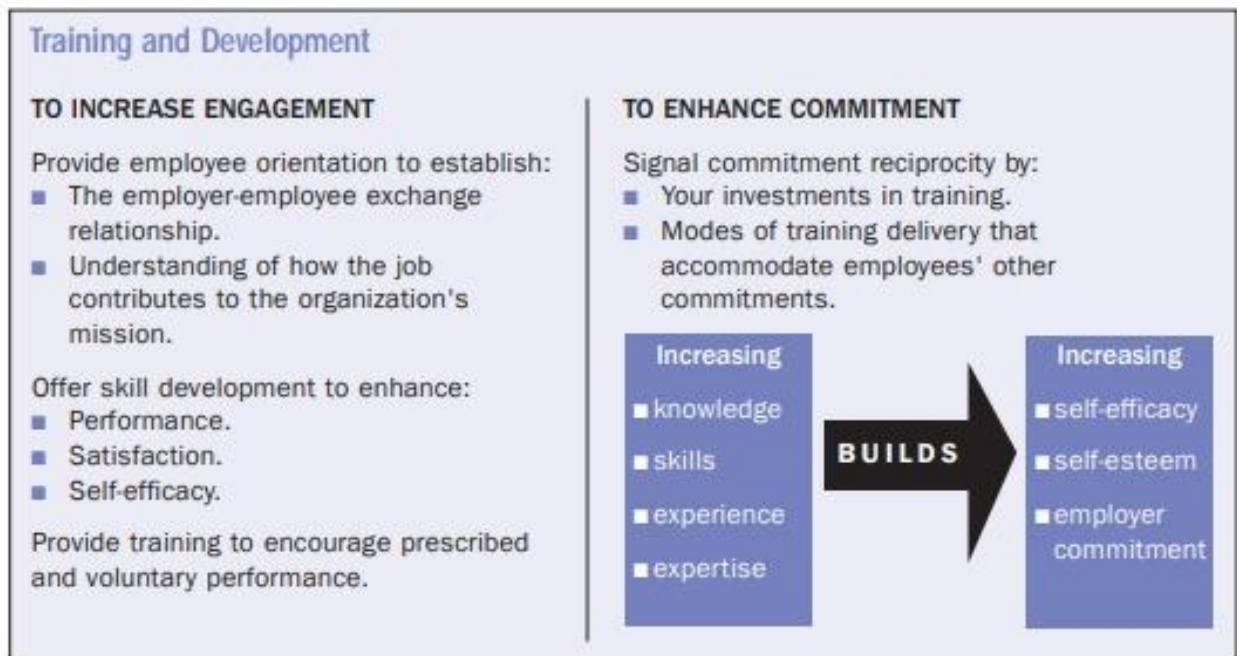 Training and Development
TO INCREASE ENGAGEMENT
Provide employee orientation to establish:
■ The employer-employee exchange
relationship.
■ Understanding of how the job
contributes to the organization's
mission.
Offer skill development to enhance:
■ Performance.
■ Satisfaction.
■ Self-efficacy.
Provide training to encourage prescribed
and voluntary performance.
TO ENHANCE COMMITMENT
Signal commitment reciprocity by:
■ Your investments in training.
■ Modes of training delivery that
accommodate employees' other
commitments.
Increasing
■ knowledge
■ skills
■ experience
■ expertise
BUILDS
Increasing
■ self-efficacy
■ self-esteem
■ employer
commitment